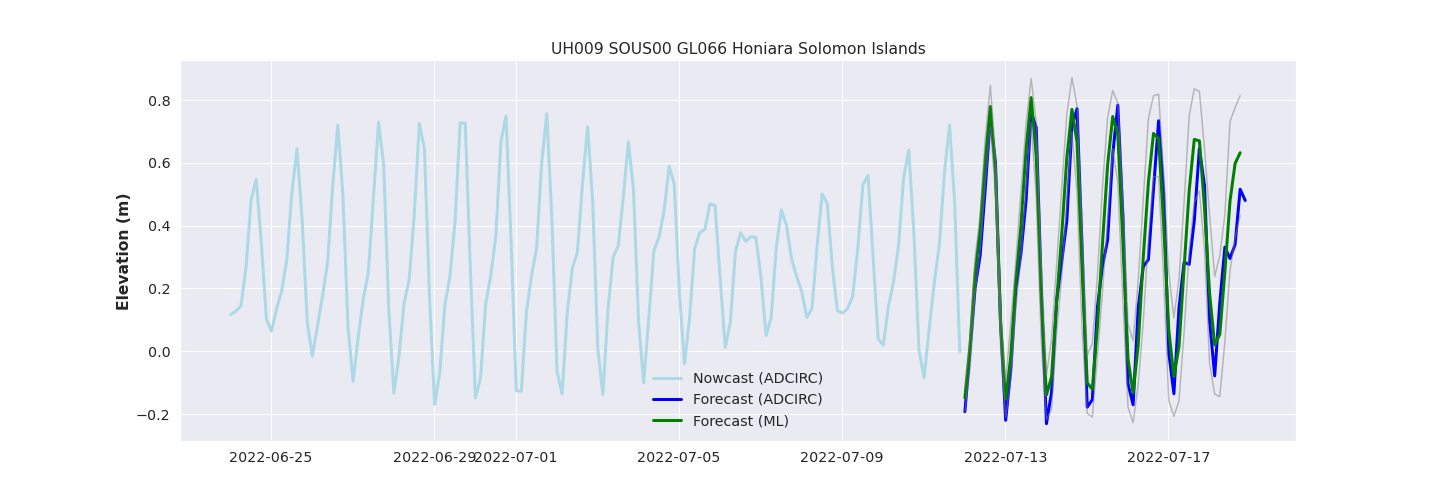 UH009 SOUS00 GL066 Honiara Solomon Islands
Elevation (m)
0.8
0.6
0.4
0.2
0.0
−0.2
Nowcast (ADCIRC)
Forecast (ADCIRC)
Forecast (ML)
2022-06-25 2022-06-29 2022-07-01 2022-07-05 2022-07-09 2022-07-13 2022-07-17